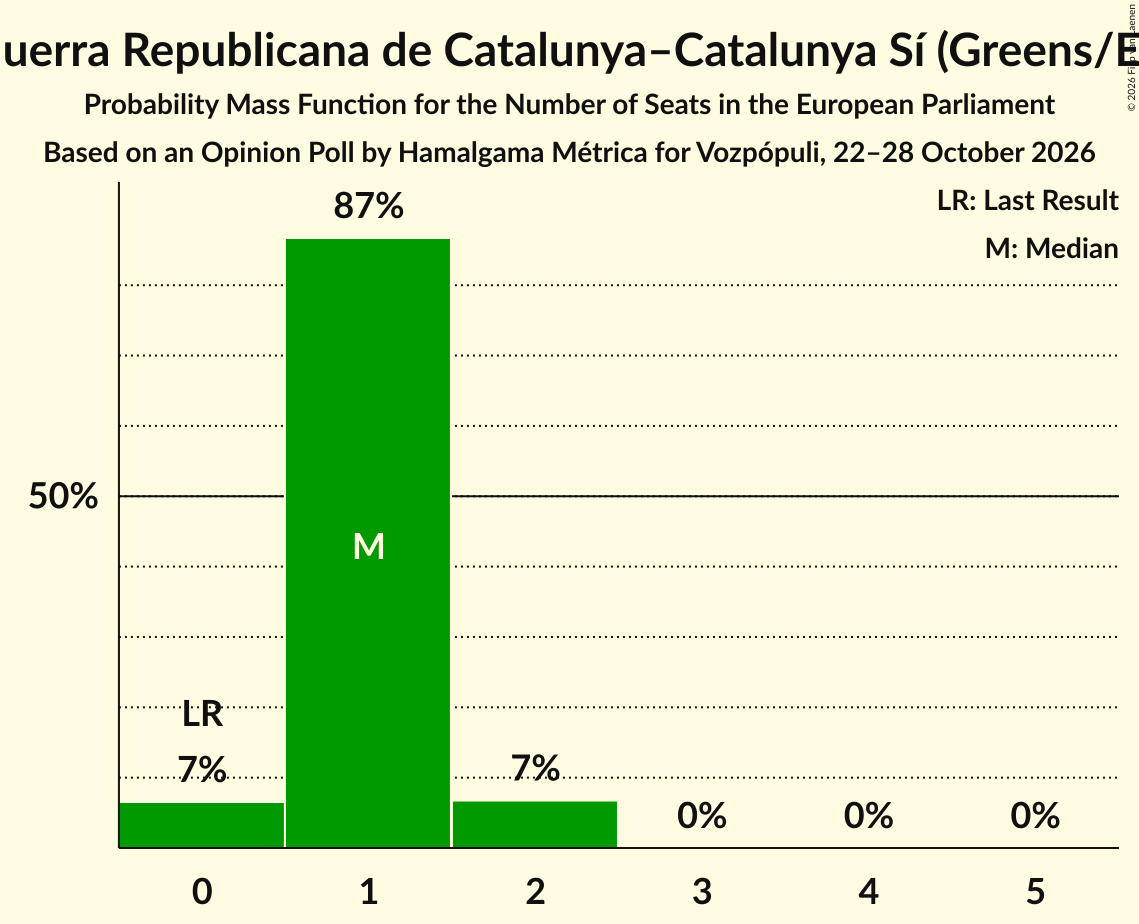 uerra Republicana de Catalunya–Catalunya Sí (Greens/E
Probability Mass Function for the Number of Seats in the European Parliament
Based on an Opinion Poll by Hamalgama Métrica for Vozpópuli, 22–28 October 2026
LR: Last Result
M: Median
87%
50%
M
LR
7%
7%
0%
0%
0%
0
1
2
3
4
5